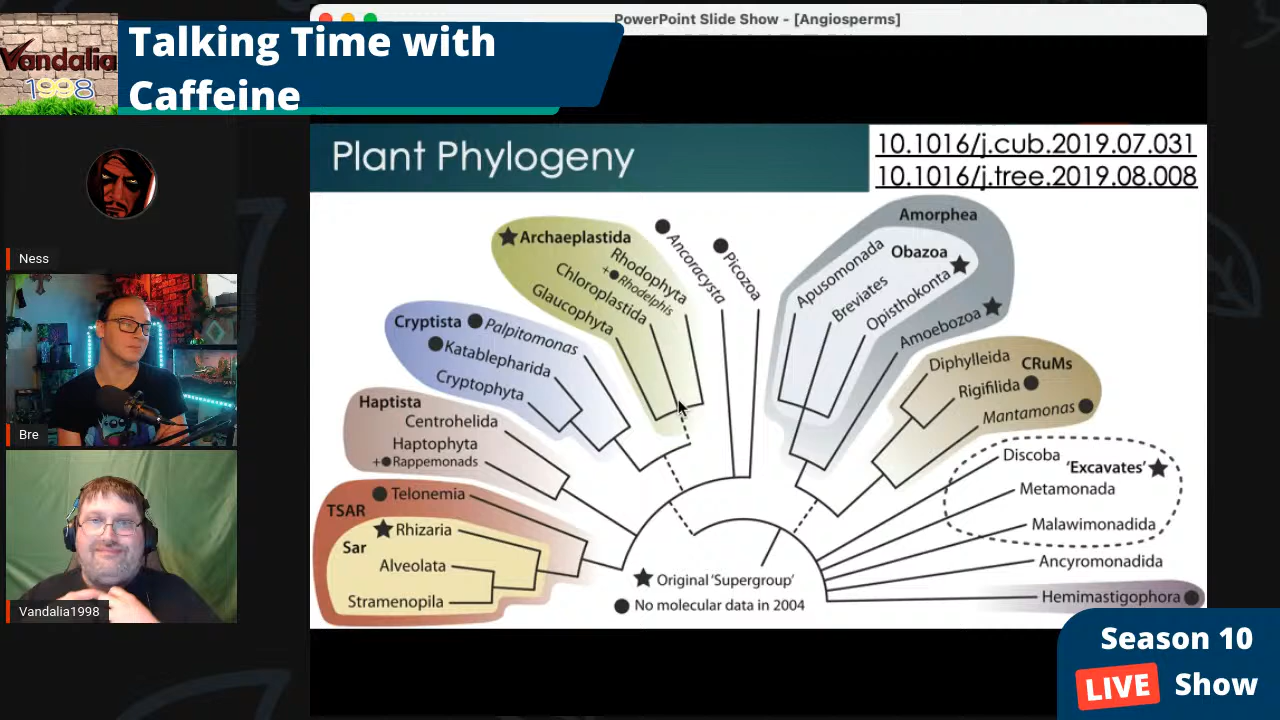 PowerPoint Slide Show - [Angiosperms]
Vandalia
1998
Talking Time with
Caffeine
Plant Phylogeny
10.1016/j.cub.2019.07.031
10.1016/j.tree.2019.08.008
Ness
Bre
Vandalia1998
Archaeplastida
Rhodophyta
+ Rhodelphis
Chloroplastida
Glaucophyta
Ancoracysta
Picozoa
Amorphea
Obazoa
Apusomonada
Breviates
Opisthokonta
Amoebozoa
Cryptista
Palpitomonas
Katablepharida
Cryptophyta
Diphylleida
CRuMs
Rigifilida
Mantamonas
Haptista
Centrohelida
Haptophyta
+ Rappemonads
Discoba
'Excavates'
Metamonada
Malawimonadida
Ancyromonadida
Hemimastigophora
TSAR
Telonemia
Sar
Rhizaria
Alveolata
Stramenopila
Original 'Supergroup'
No molecular data in 2004
Season 10
LIVE Show